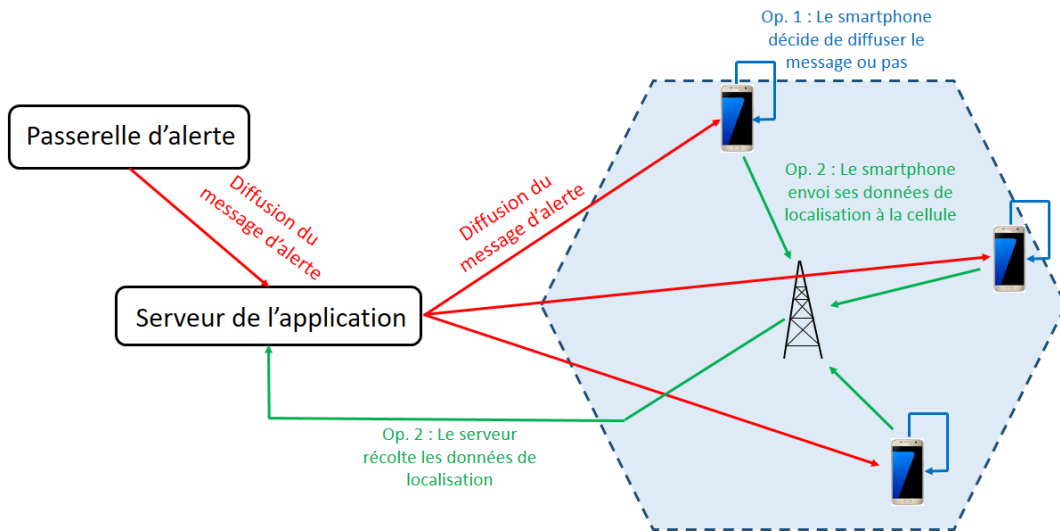 Op. 1 : Le smartphone
décide de diffuser le
message ou pas
Passerelle d'alerte
Diffusion du
message d'alerte
Diffusion du
message d'alerte
Op. 2 : Le smartphone
envoi ses données de
localisation à la cellule
Serveur de l'application
Op. 2 : Le serveur
récolte les données de
localisation